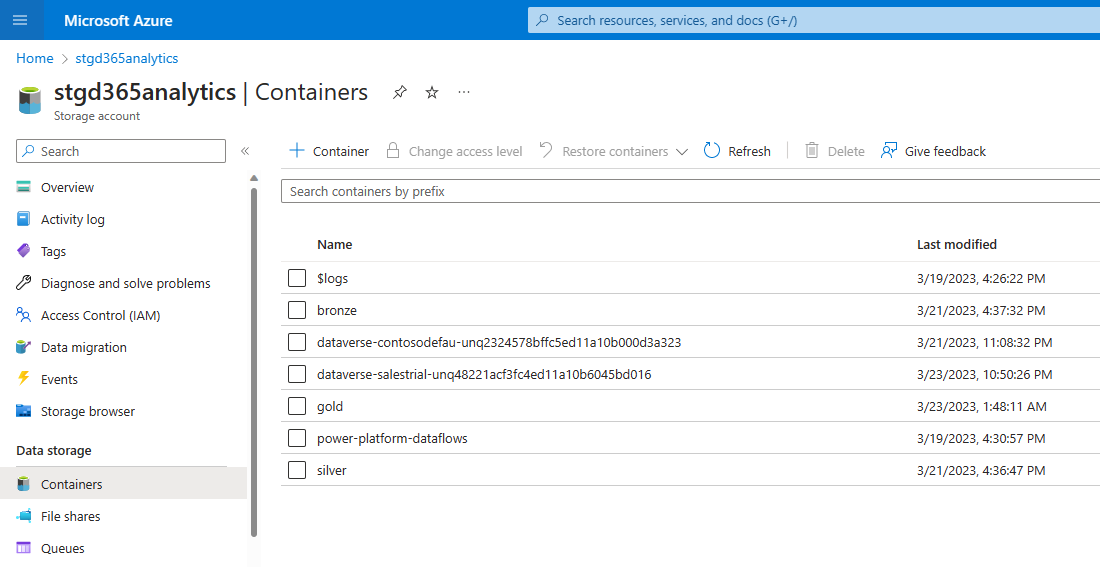 Microsoft Azure
Search resources, services, and docs (G+/)
Home > stgd365analytics
stgd365analytics | Containers
Storage account
Search
Container
Change access level
Restore containers
Refresh
Delete
Give feedback
Search containers by prefix
Overview
Activity log
Tags
Diagnose and solve problems
Access Control (IAM)
Data migration
Events
Storage browser
Data storage
Containers
File shares
Queues
Name Last modified
$logs 3/19/2023, 4:26:22 PM
bronze 3/21/2023, 4:37:32 PM
dataverse-contosodefau-unq2324578bffc5ed11a10b000d3a323 3/21/2023, 11:08:32 PM
dataverse-salestrial-unq48221acf3fc4ed11a10b6045bd016 3/23/2023, 10:50:26 PM
gold 3/23/2023, 1:48:11 AM
power-platform-dataflows 3/19/2023, 4:30:57 PM
silver 3/21/2023, 4:36:47 PM